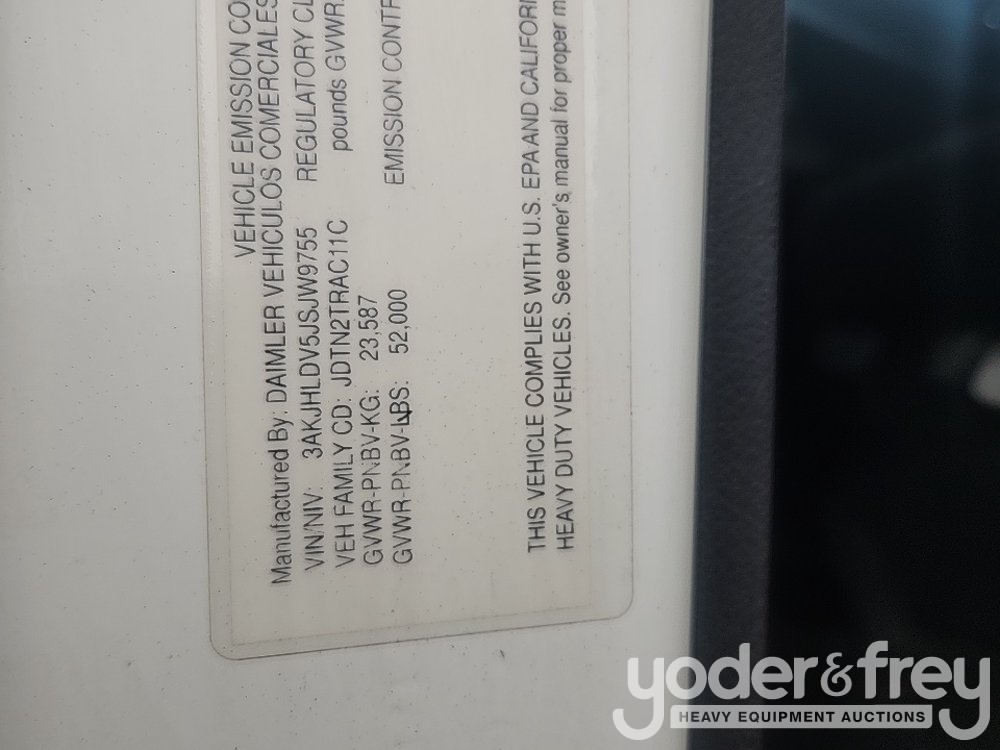 VEHICLE EMISSION CO
Manufactured By: DAIMLER VEHICULOS COMERCIALES
VIN/NIV: 3AKJHLDV5JSJW9755 REGULATORY CL
VEH FAMILY CD: JDTN2TRAC11C pounds GVWR
GVWR-PNBV-KG: 23,587
GVWR-PNBV-LBS: 52,000 EMISSION CONTR
THIS VEHICLE COMPLIES WITH U.S. EPA AND CALIFOR
HEAVY DUTY VEHICLES. See owner's manual for proper m
yoder&frey
HEAVY EQUIPMENT AUCTIONS